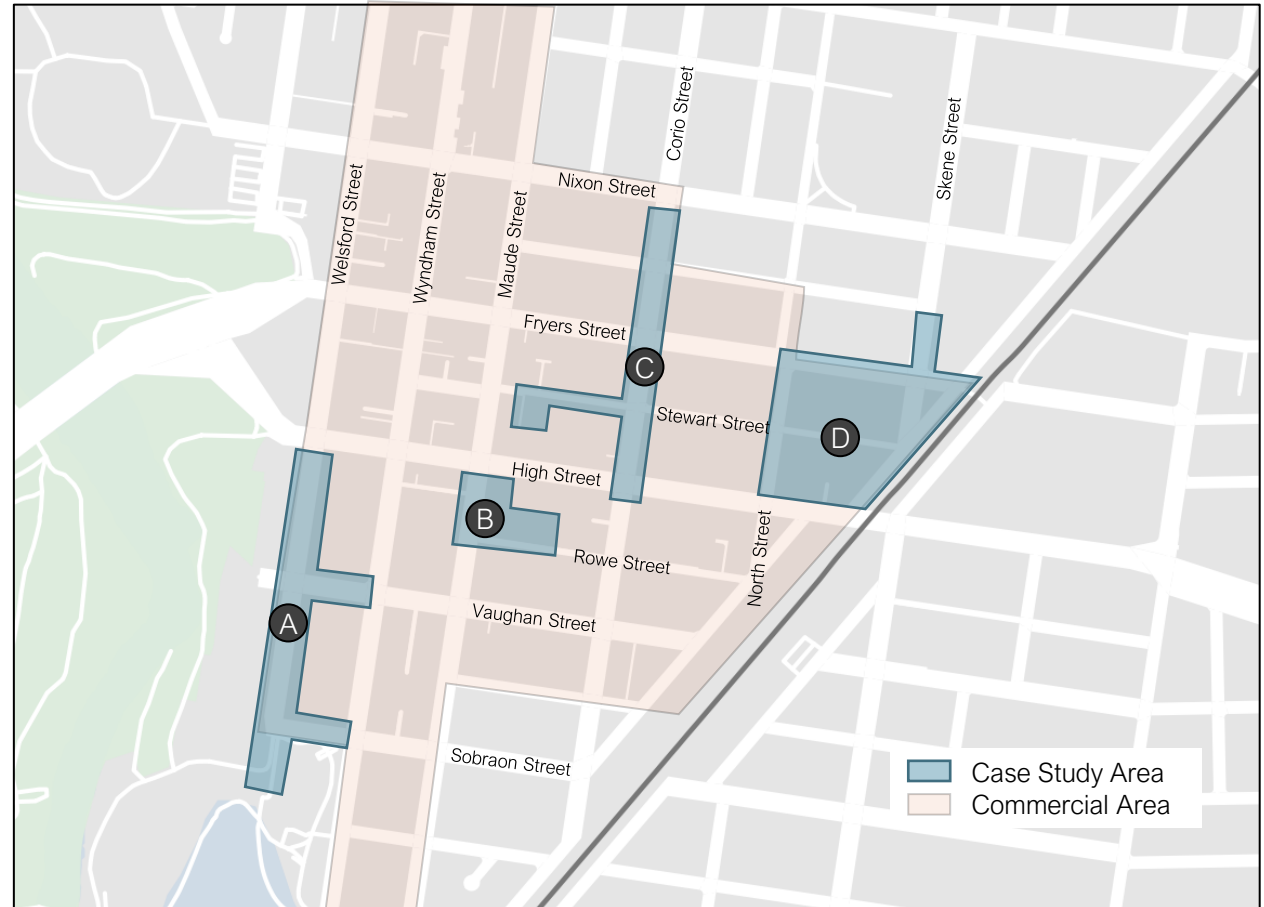 Corio Street
Skene Street
Nixon Street
Welsford Street
Wyndham Street
Maude Street
Fryers Street
C
Stewart Street
D
High Street
B
North Street
Rowe Street
A
Vaughan Street
Sobraon Street
Case Study Area
Commercial Area